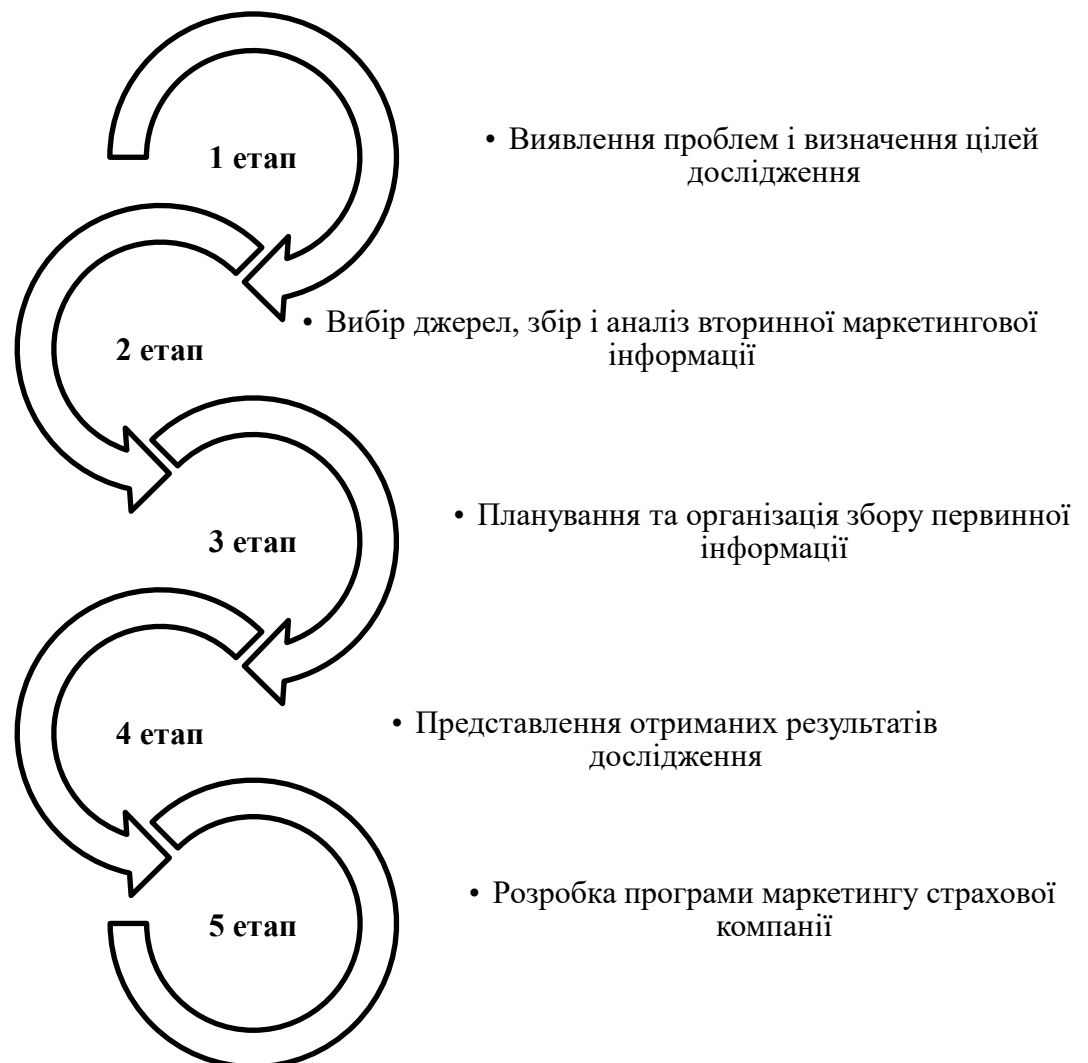 1 етап
• Виявлення проблем і визначення цілей
дослідження
2 етап
• Вибір джерел, збір і аналіз вторинної маркетингової
інформації
3 етап
• Планування та організація збору первинної
інформації
4 етап
• Представлення отриманих результатів
дослідження
5 етап
• Розробка програми маркетингу страхової
компанії